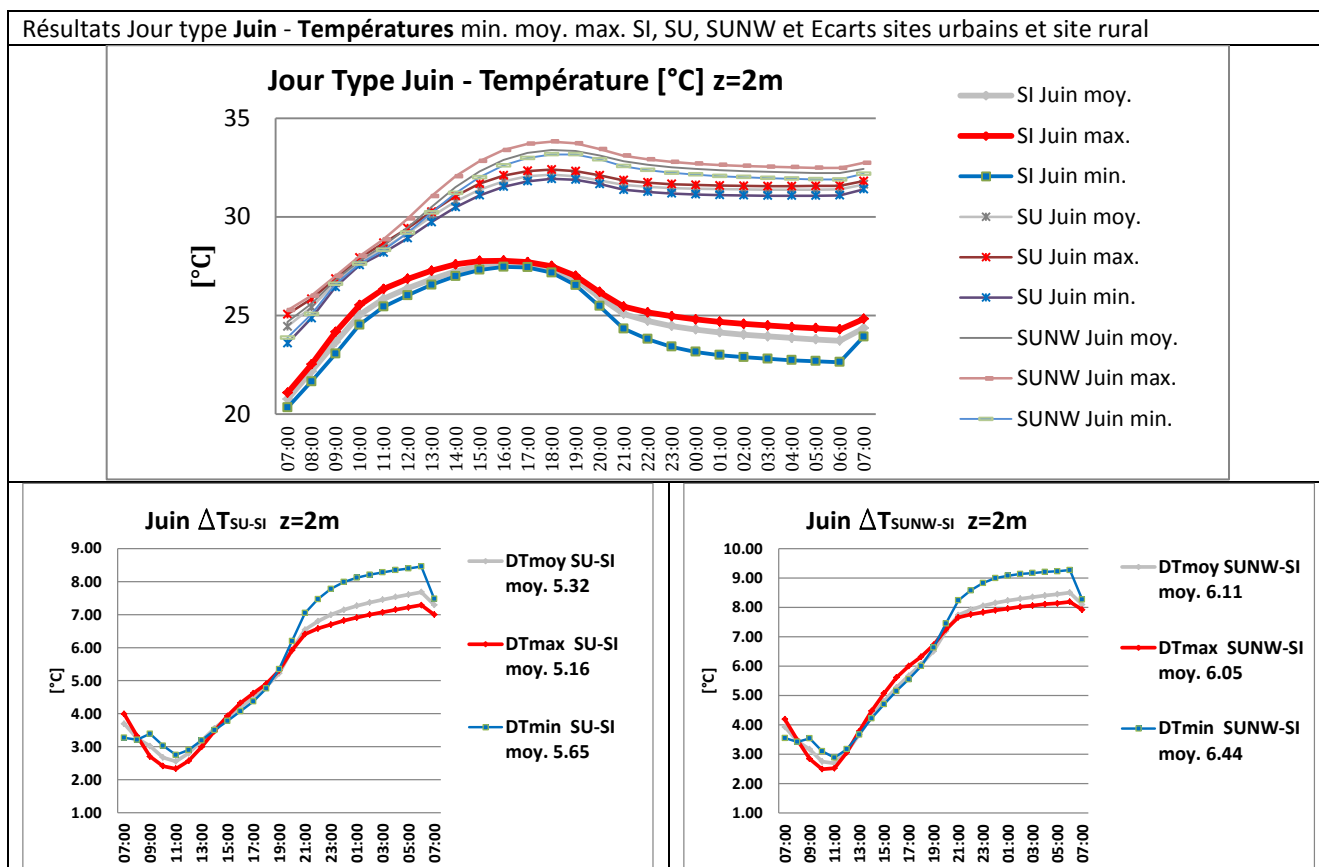 Résultats Jour type Juin - Températures min. moy. max. SI, SU, SUNW et Ecarts sites urbains et site rural
Jour Type Juin - Température [°C] z=2m
35
30
25
20
[°C]
07:00
08:00
09:00
10:00
11:00
12:00
13:00
14:00
15:00
16:00
17:00
18:00
19:00
20:00
21:00
22:00
23:00
00:00
01:00
02:00
03:00
04:00
05:00
06:00
07:00
SI Juin moy.
SI Juin max.
SI Juin min.
SU Juin moy.
SU Juin max.
SU Juin min.
SUNW Juin moy.
SUNW Juin max.
SUNW Juin min.
Juin ΔTSU-SI z=2m
9.00
8.00
7.00
6.00
5.00
4.00
3.00
2.00
1.00
[°C]
07:00
09:00
11:00
13:00
15:00
17:00
19:00
21:00
23:00
01:00
03:00
05:00
07:00
DTmoy SU-SI
moy. 5.32
DTmax SU-SI
moy. 5.16
DTmin SU-SI
moy. 5.65
Juin ΔTSUNW-SI z=2m
10.00
9.00
8.00
7.00
6.00
5.00
4.00
3.00
2.00
1.00
[°C]
07:00
09:00
11:00
13:00
15:00
17:00
19:00
21:00
23:00
01:00
03:00
05:00
07:00
DTmoy SUNW-SI
moy. 6.11
DTmax SUNW-SI
moy. 6.05
DTmin SUNW-SI
moy. 6.44